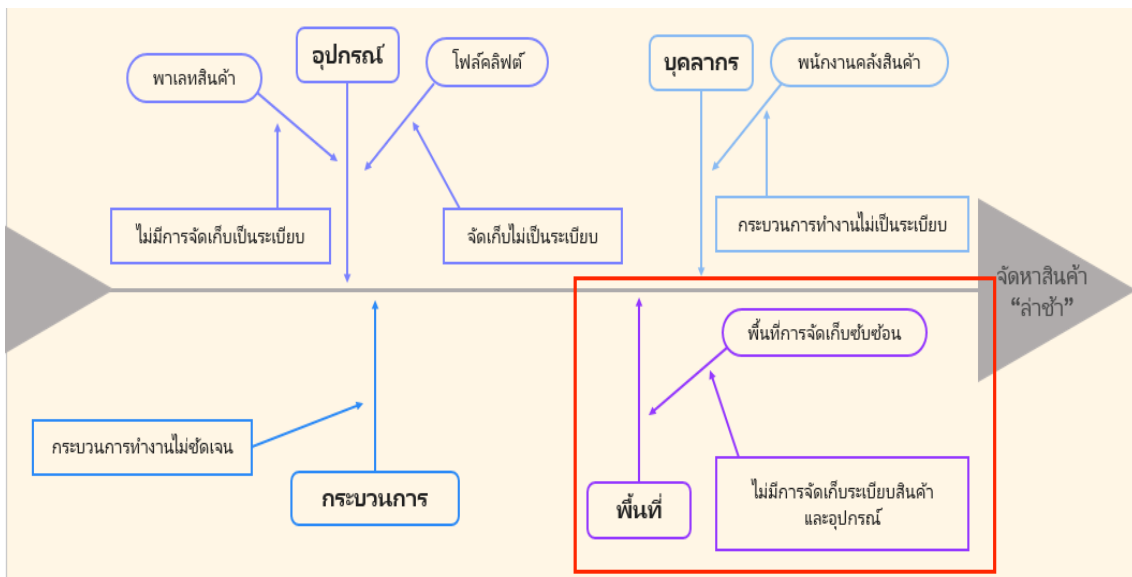 อุปกรณ์
พาเลทสินค้า
โฟล์คลิฟต์
บุคลากร
พนักงานคลังสินค้า
ไม่มีการจัดเก็บเป็นระเบียบ
จัดเก็บไม่เป็นระเบียบ
กระบวนการทำงานไม่เป็นระเบียบ
จัดหาสินค้า
“ล่าช้า”
พื้นที่การจัดเก็บซับซ้อน
กระบวนการทำงานไม่ชัดเจน
กระบวนการ
พื้นที่
ไม่มีการจัดเก็บระเบียบสินค้า
และอุปกรณ์